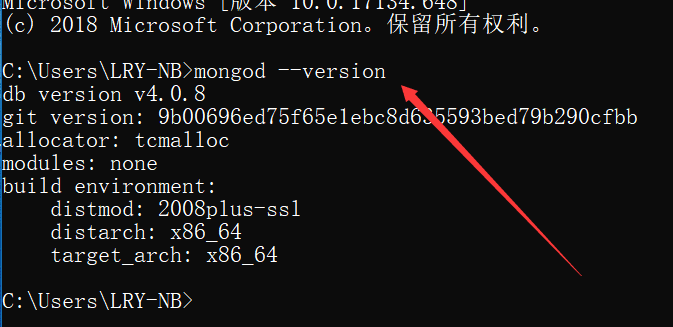 Microsoft Windows [版本 10.0.17134.648]
(c) 2018 Microsoft Corporation。保留所有权利。
C:\Users\LRY-NB>mongod --version
db version v4.0.8
git version: 9b00696ed75f65e1ebc8d635593bed79b290cfbb
allocator: tcmalloc
modules: none
build environment:
    distmod: 2008plus-ssl
    distarch: x86_64
    target_arch: x86_64
C:\Users\LRY-NB>